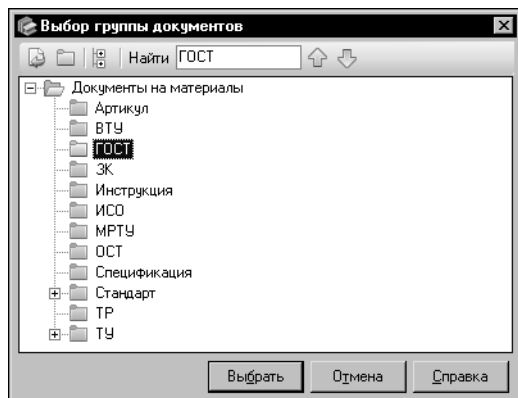 Выбор группы документов
Найти ГОСТ
Документы на материалы
Артикул
ВТУ
ГОСТ
ЗК
Инструкция
ИСО
МРТУ
ОСТ
Спецификация
Стандарт
ТР
ТУ
Выбрать Отмена Справка